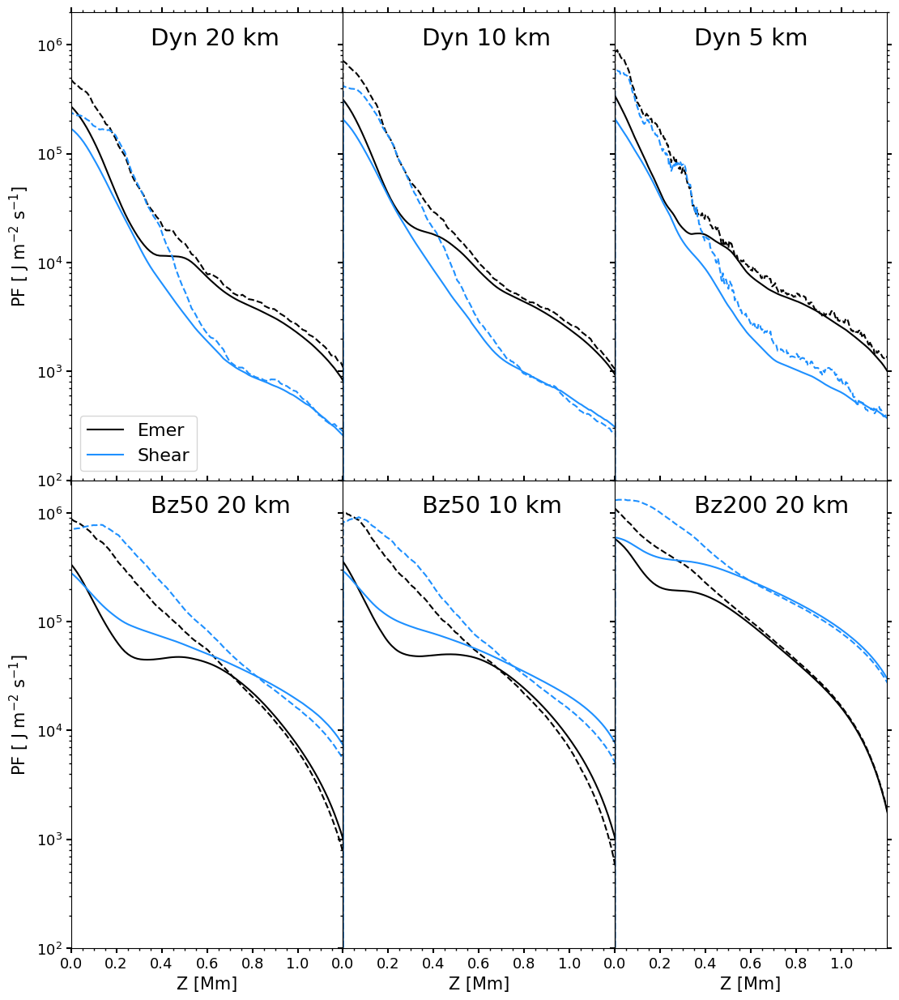 Dyn 20 km
Dyn 10 km
Dyn 5 km
10⁶
10⁵
10⁴
10³
10²
PF [ J m⁻² s⁻¹]
Emer
Shear
Bz50 20 km
Bz50 10 km
Bz200 20 km
10⁶
10⁵
10⁴
10³
10²
PF [ J m⁻² s⁻¹]
0.0 0.2 0.4 0.6 0.8 1.0 0.0 0.2 0.4 0.6 0.8 1.0 0.0 0.2 0.4 0.6 0.8 1.0
Z [Mm] Z [Mm] Z [Mm]